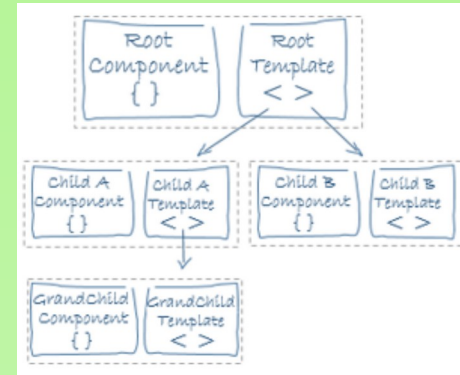 Root
Component
{ }
Root
Template
< >
Child A
Component
{ }
Child A
Template
< >
Child B
Component
{ }
Child B
Template
< >
GrandChild
Component
{ }
GrandChild
Template
< >